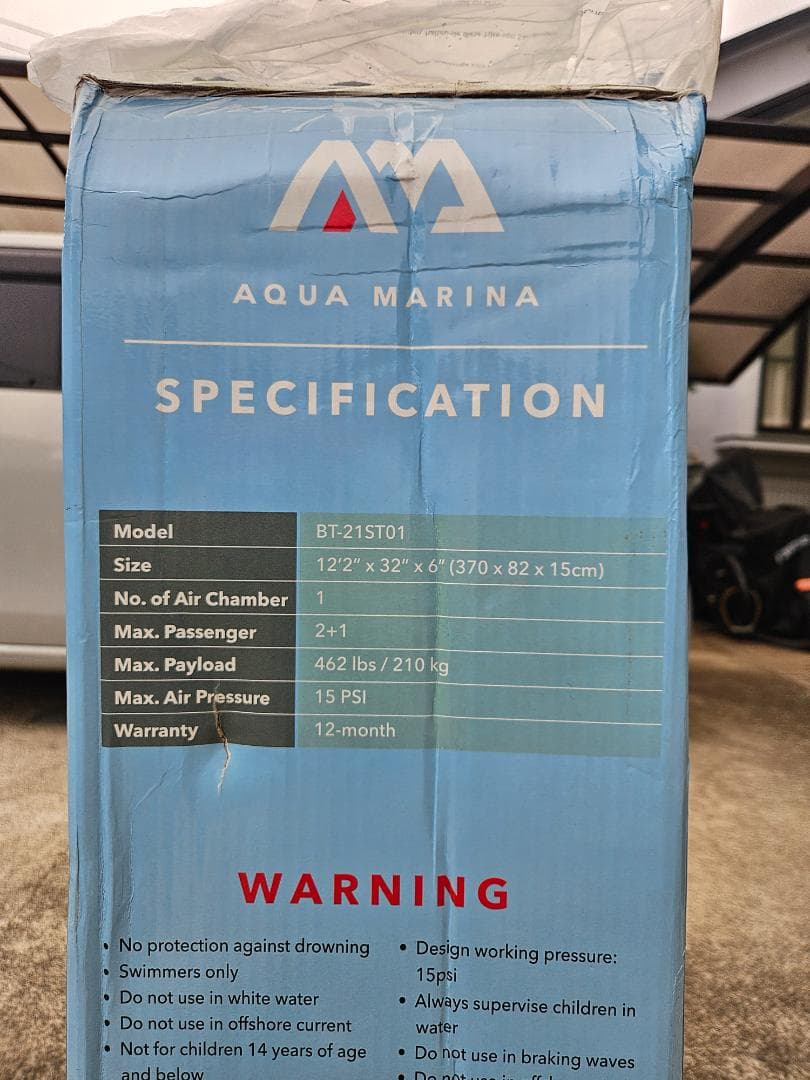 AQUA MARINA
SPECIFICATION
Model BT-21ST01
Size 12'2" x 32" x 6" (370 x 82 x 15cm)
No. of Air Chamber 1
Max. Passenger 2+1
Max. Payload 462 lbs / 210 kg
Max. Air Pressure 15 PSI
Warranty 12-month
WARNING
• No protection against drowning
• Swimmers only
• Do not use in white water
• Do not use in offshore current
• Not for children 14 years of age
and below
• Design working pressure:
15psi
• Always supervise children in
water
• Do not use in braking waves
• Do not use in